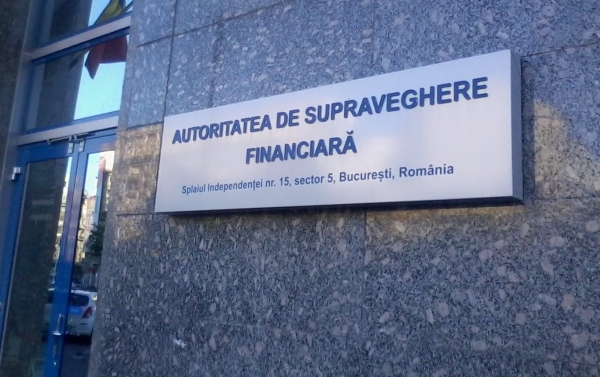 AUTORITATEA DE SUPRAVEGHERE
FINANCIARĂ
Splaiul Independenței nr. 15, sector 5, București, România